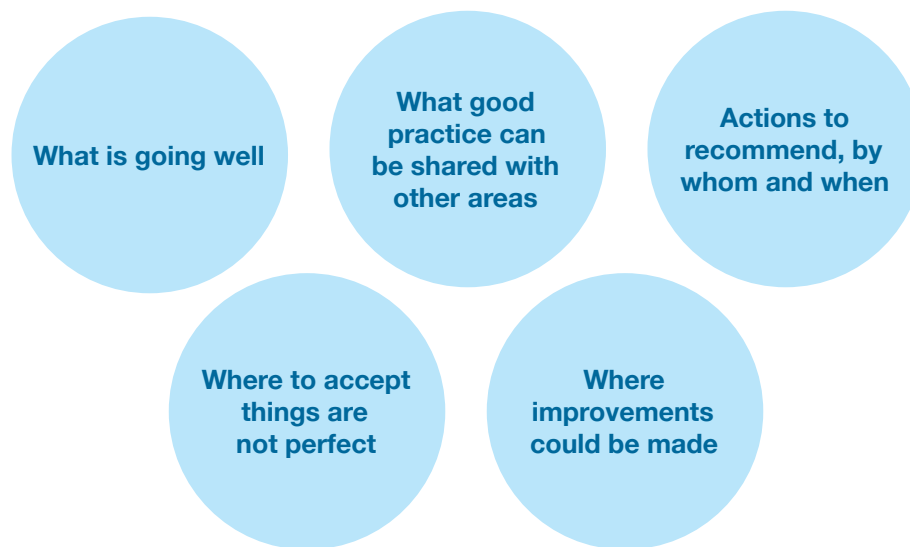 What is going well
What good
practice can
be shared with
other areas
Actions to
recommend, by
whom and when
Where to accept
things are
not perfect
Where
improvements
could be made